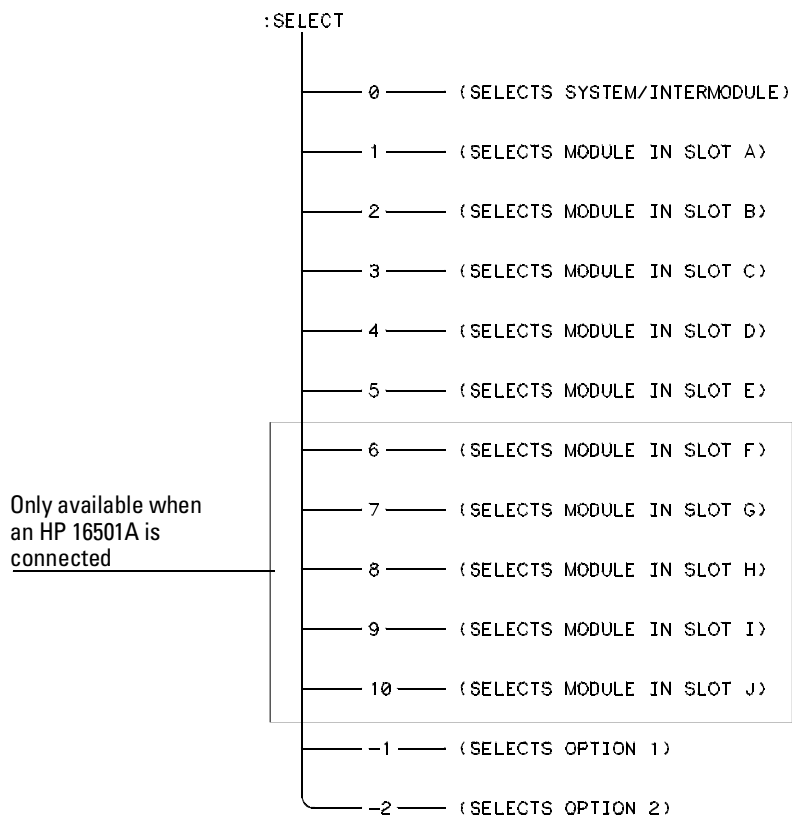 :SELECT
0 (SELECTS SYSTEM/INTERMODULE)
1 (SELECTS MODULE IN SLOT A)
2 (SELECTS MODULE IN SLOT B)
3 (SELECTS MODULE IN SLOT C)
4 (SELECTS MODULE IN SLOT D)
5 (SELECTS MODULE IN SLOT E)
6 (SELECTS MODULE IN SLOT F)
Only available when
an HP 16501A is
connected
7 (SELECTS MODULE IN SLOT G)
8 (SELECTS MODULE IN SLOT H)
9 (SELECTS MODULE IN SLOT I)
10 (SELECTS MODULE IN SLOT J)
-1 (SELECTS OPTION 1)
-2 (SELECTS OPTION 2)